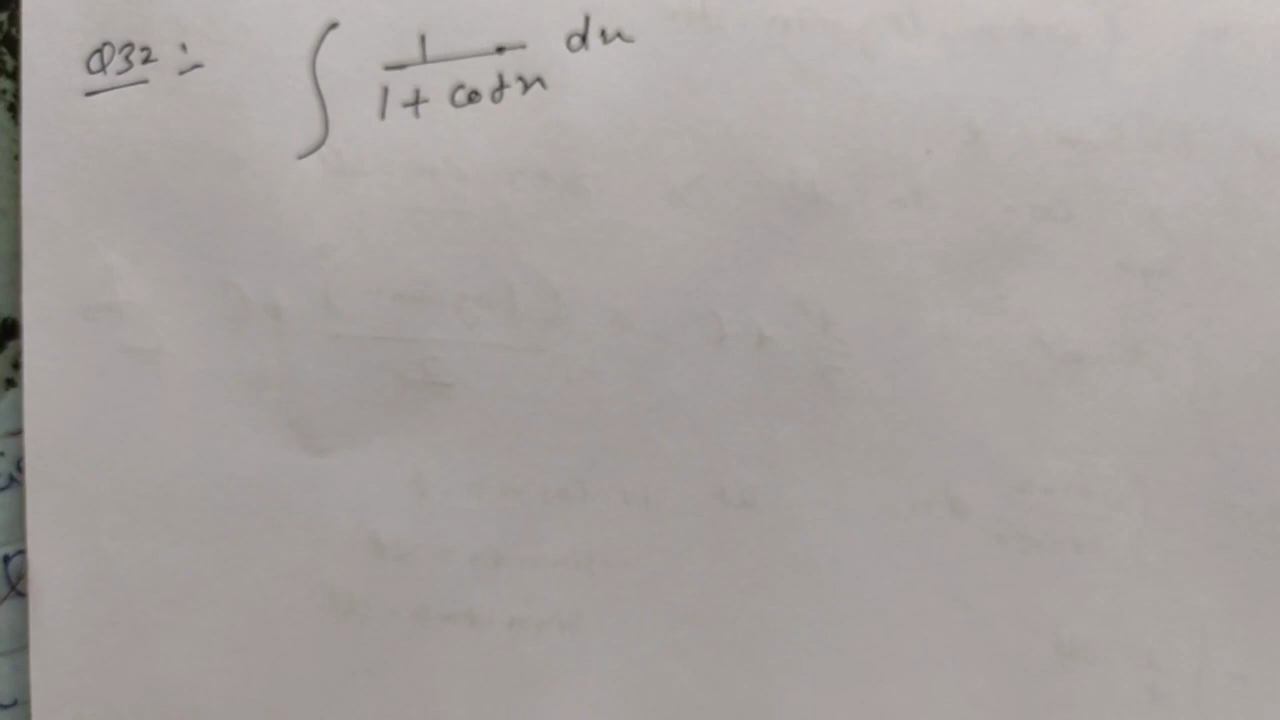 Q32 :- ∫ 1/(1 + cotx) dx